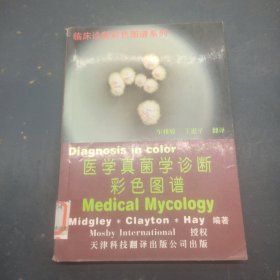 临床诊断彩色图谱系列
翻译
Diagnosis in color
医学真菌学诊断
彩色图谱
Medical Mycology
Midgley + Clayton + Hay 编著
Mosby International 授权
天津科技翻译出版公司出版